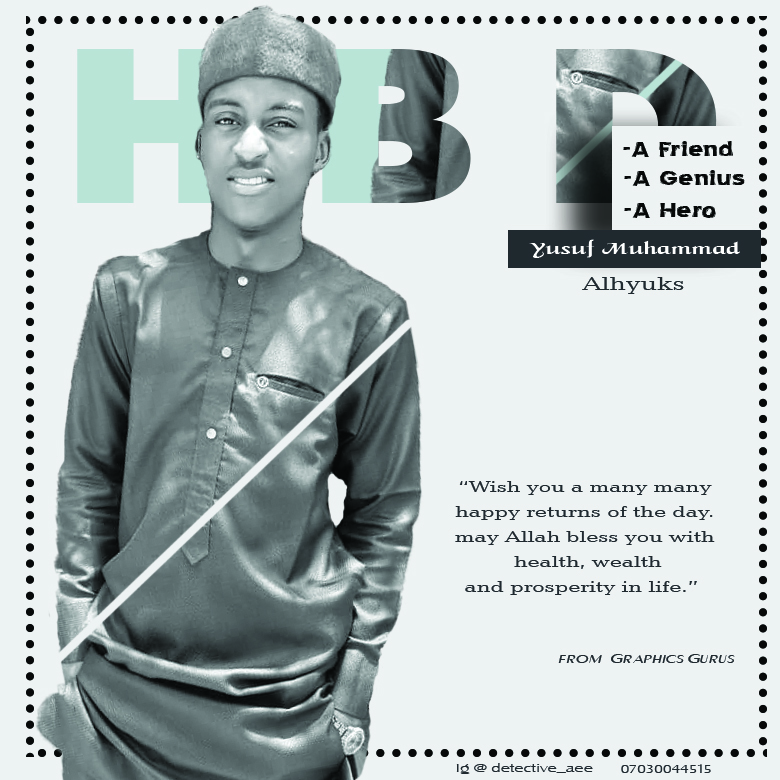 HBD
-A Friend
-A Genius
-A Hero
Yusuf Muhammad
Alhyuks
“Wish you a many many
happy returns of the day.
may Allah bless you with
health, wealth
and prosperity in life.”
FROM GRAPHICS GURUS
Ig @ detective_aee 07030044515